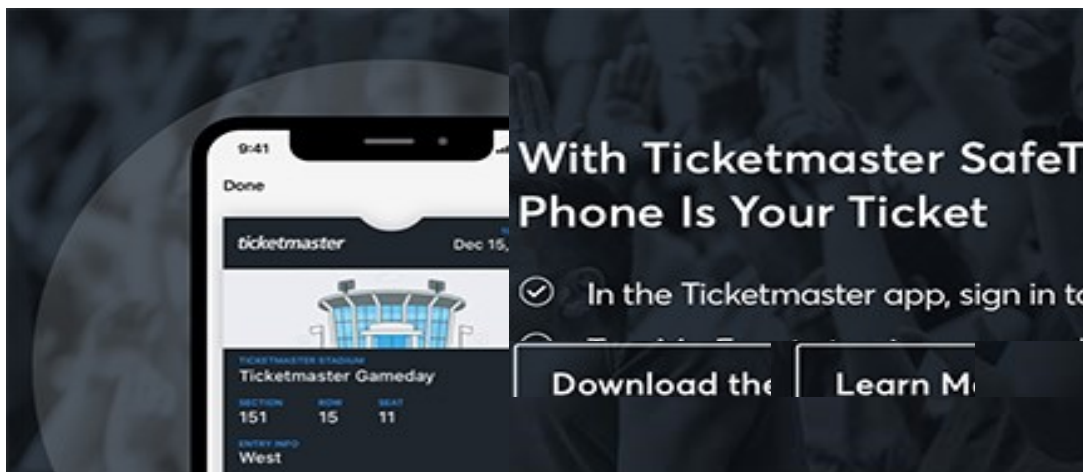 9:41
Done
ticketmaster
Dec 15,
TICKETMASTER STADIUM
Ticketmaster Gameday
SECTION ROW SEAT
151 15 11
ENTRY INFO
West
With Ticketmaster SafeT
Phone Is Your Ticket
In the Ticketmaster app, sign in to
Download the
Learn M